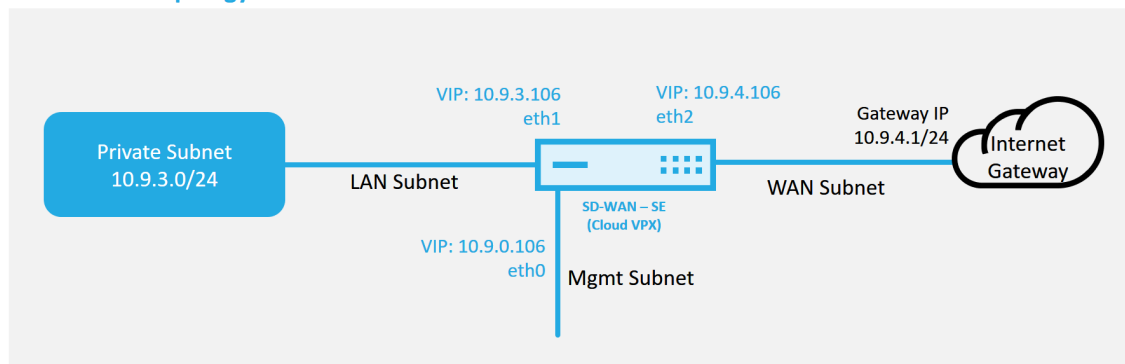 VIP: 10.9.3.106
eth1
VIP: 10.9.4.106
eth2
Gateway IP
10.9.4.1/24
Internet
Gateway
Private Subnet
10.9.3.0/24
LAN Subnet
WAN Subnet
SD-WAN – SE
(Cloud VPX)
VIP: 10.9.0.106
eth0
Mgmt Subnet